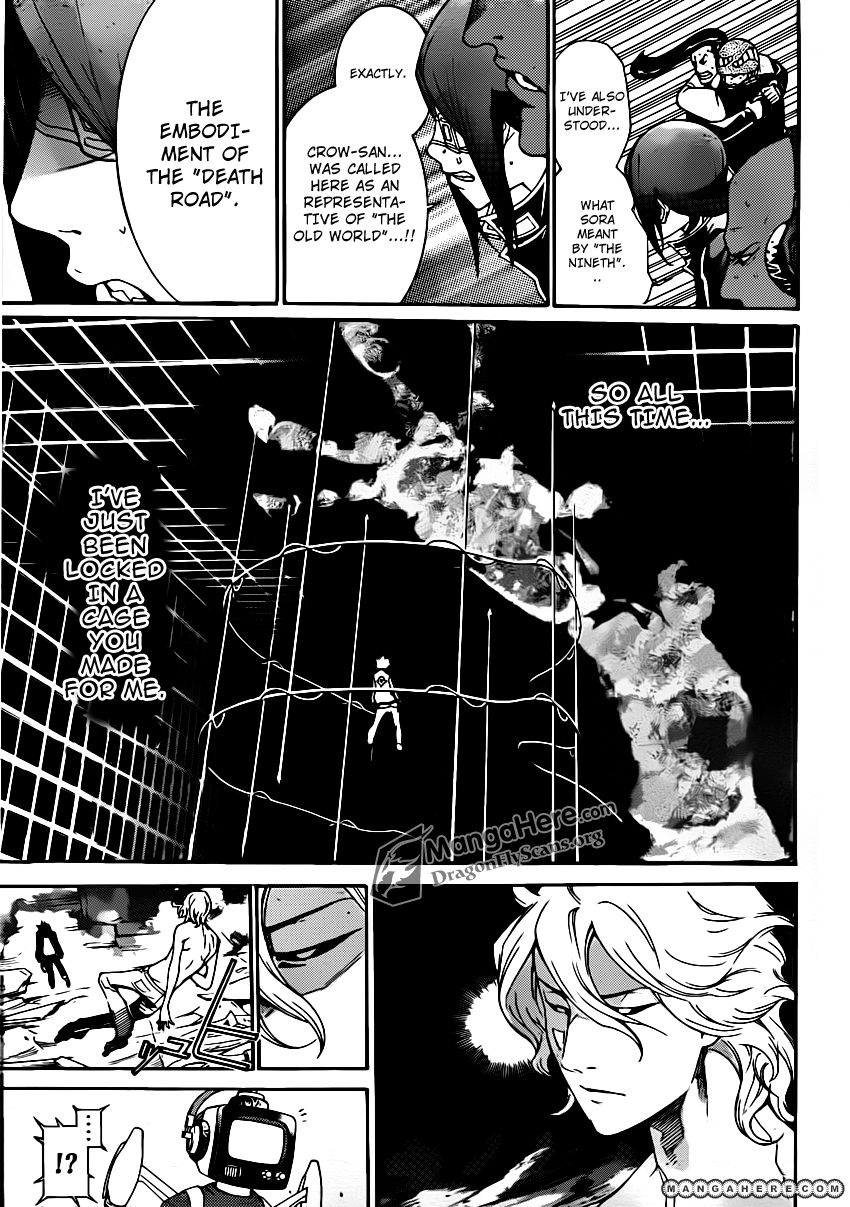 I'VE ALSO
UNDER-
STOOD...
WHAT
SORA
MEANT
BY "THE
NINETH".
..
EXACTLY.
CROW-SAN...
WAS CALLED
HERE AS AN
REPRESENTA-
TIVE OF "THE
OLD WORLD"...!!
THE
EMBODI-
MENT OF
THE "DEATH
ROAD".
SO ALL
THIS TIME...
I'VE
JUST
BEEN
LOCKED
IN A
CAGE
YOU
MADE
FOR ME.
MangaHere.com
DragonFlyScans.org
!?
MANGAHERE.COM